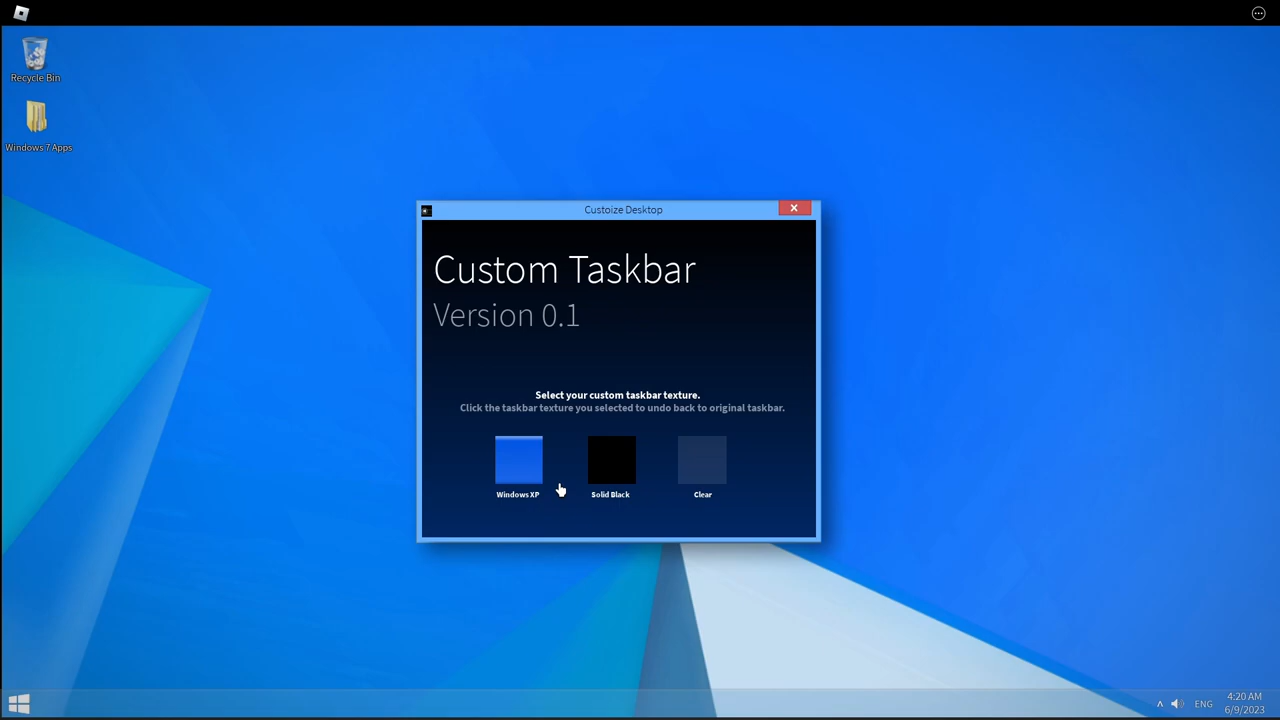 Recycle Bin
Windows 7 Apps
Custoize Desktop
Custom Taskbar
Version 0.1
Select your custom taskbar texture.
Click the taskbar texture you selected to undo back to original taskbar.
Windows XP
Solid Black
Clear
ENG
4:20 AM
6/9/2023